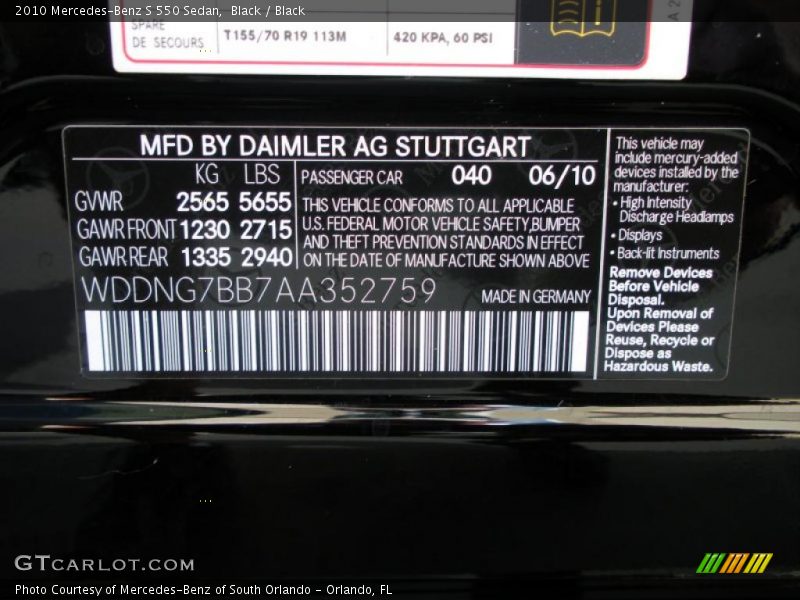 2010 Mercedes-Benz S 550 Sedan, Black / Black
SPARE
DE SECOURS T155/70 R19 113M 420 KPA, 60 PSI
MFD BY DAIMLER AG STUTTGART
KG LBS
GVWR 2565 5655
GAWR FRONT 1230 2715
GAWR REAR 1335 2940
PASSENGER CAR 040 06/10
THIS VEHICLE CONFORMS TO ALL APPLICABLE
U.S. FEDERAL MOTOR VEHICLE SAFETY,BUMPER
AND THEFT PREVENTION STANDARDS IN EFFECT
ON THE DATE OF MANUFACTURE SHOWN ABOVE
WDDNG7BB7AA352759 MADE IN GERMANY
This vehicle may
include mercury-added
devices installed by the
manufacturer:
• High Intensity
Discharge Headlamps
• Displays
• Back-lit Instruments
Remove Devices
Before Vehicle
Disposal.
Upon Removal of
Devices Please
Reuse, Recycle or
Dispose as
Hazardous Waste.
GTCARLOT.COM
Photo Courtesy of Mercedes-Benz of South Orlando - Orlando, FL